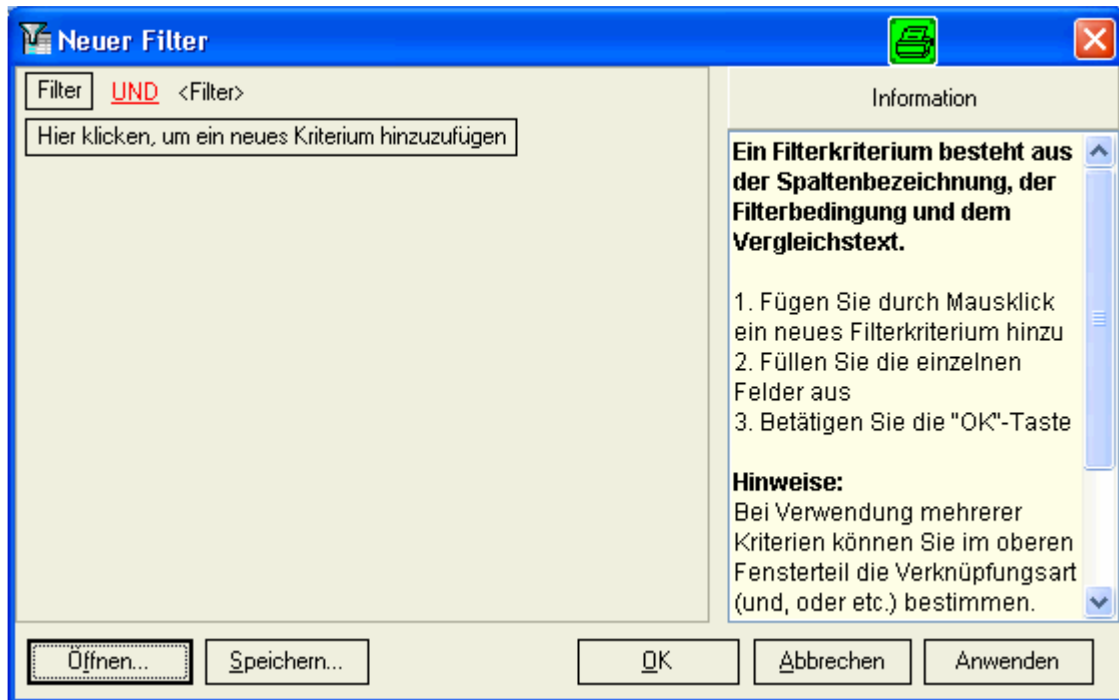 Neuer Filter
Filter UND <Filter>
Hier klicken, um ein neues Kriterium hinzuzufügen
Information
Ein Filterkriterium besteht aus
der Spaltenbezeichnung, der
Filterbedingung und dem
Vergleichstext.
1. Fügen Sie durch Mausklick
ein neues Filterkriterium hinzu
2. Füllen Sie die einzelnen
Felder aus
3. Betätigen Sie die "OK"-Taste
Hinweise:
Bei Verwendung mehrerer
Kriterien können Sie im oberen
Fensterteil die Verknüpfungsart
(und, oder etc.) bestimmen.
Öffnen... Speichern... OK Abbrechen Anwenden